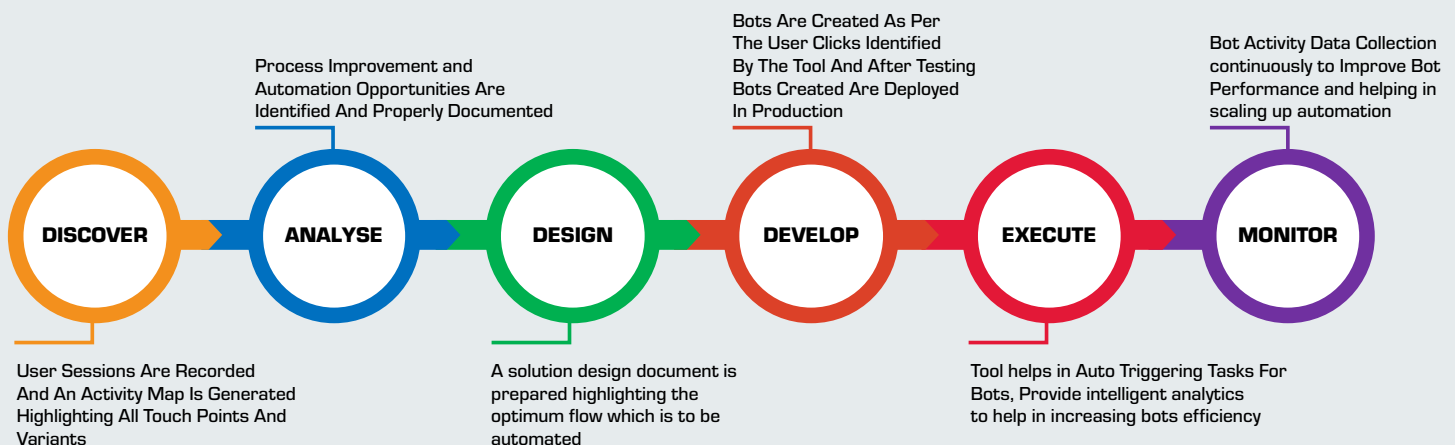 Process Improvement and
Automation Opportunities Are
Identified And Properly Documented
Bots Are Created As Per
The User Clicks Identified
By The Tool And After Testing
Bots Created Are Deployed
In Production
Bot Activity Data Collection
continuously to Improve Bot
Performance and helping in
scaling up automation
DISCOVER
ANALYSE
DESIGN
DEVELOP
EXECUTE
MONITOR
User Sessions Are Recorded
And An Activity Map Is Generated
Highlighting All Touch Points And
Variants
A solution design document is
prepared highlighting the
optimum flow which is to be
automated
Tool helps in Auto Triggering Tasks For
Bots, Provide intelligent analytics
to help in increasing bots efficiency